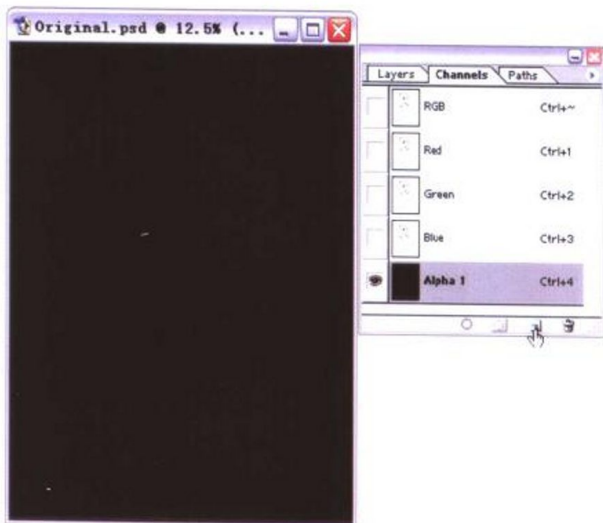 Original.psd @ 12.5% (...
Layers Channels Paths
RGB Ctrl+~
Red Ctrl+1
Green Ctrl+2
Blue Ctrl+3
Alpha 1 Ctrl+4